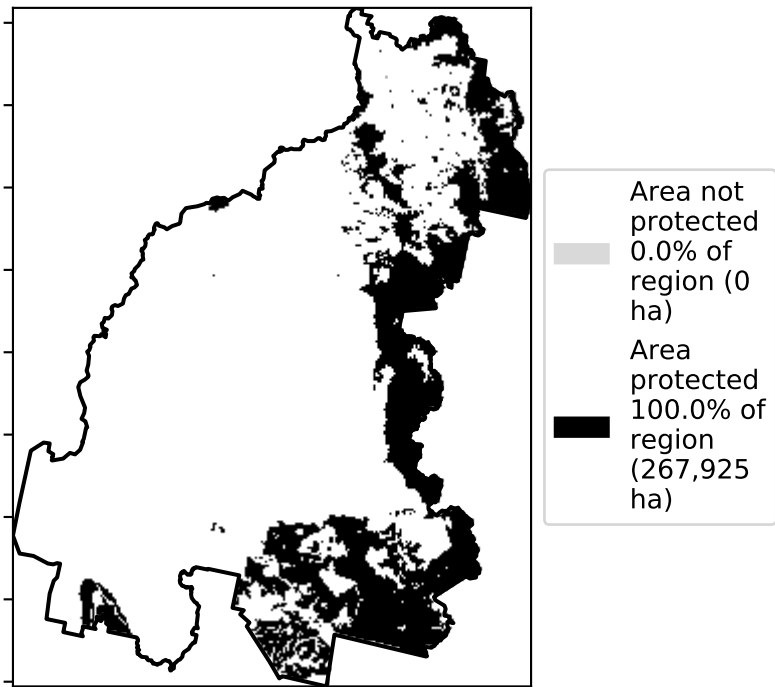 Area not
protected
0.0% of
region (0
ha)
Area
protected
100.0% of
region
(267,925
ha)